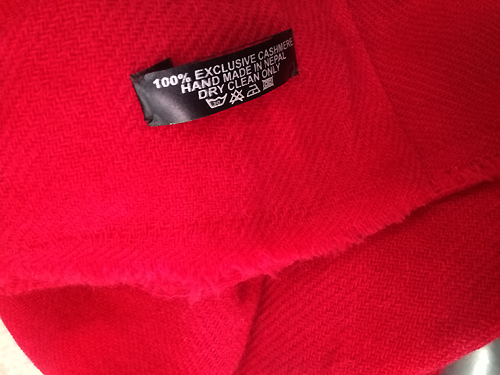 100% EXCLUSIVE CASHMERE
HAND MADE IN NEPAL
DRY CLEAN ONLY